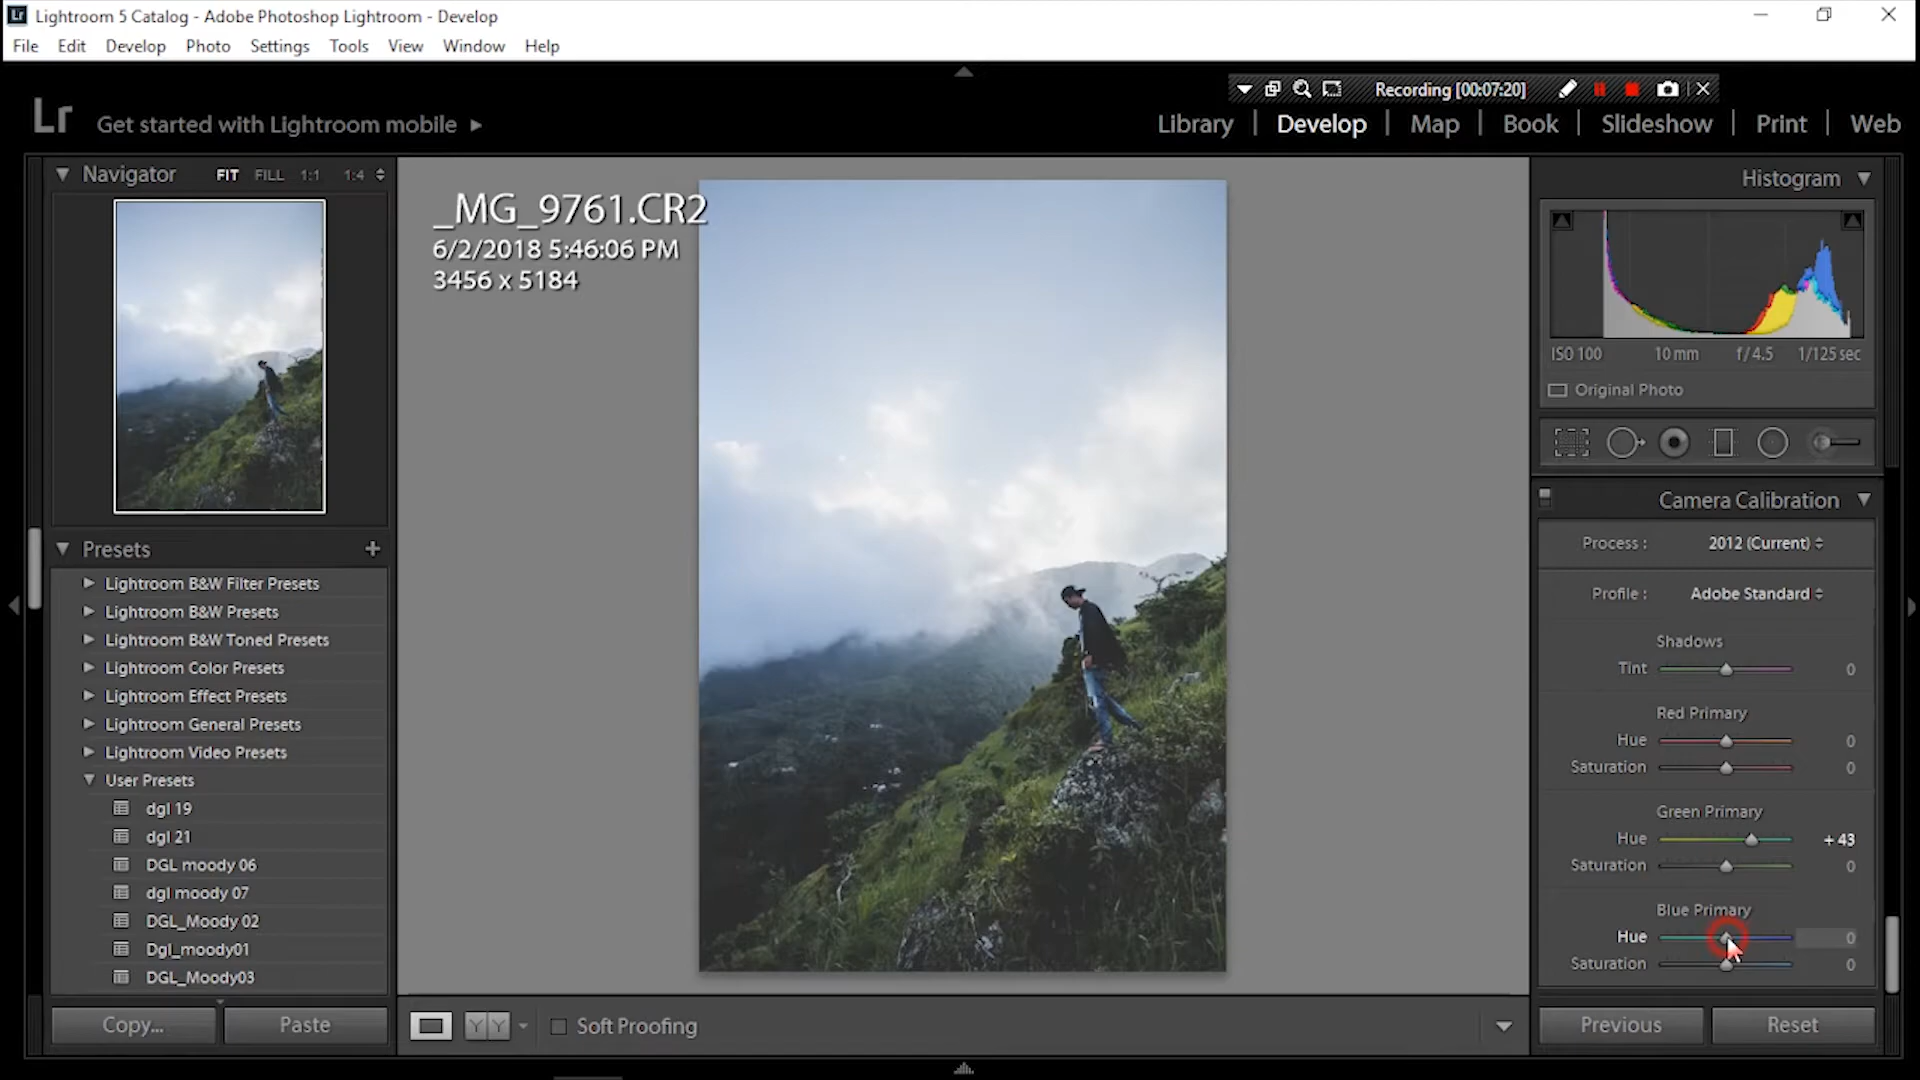 Lightroom 5 Catalog - Adobe Photoshop Lightroom - Develop
File Edit Develop Photo Settings Tools View Window Help
Recording [00:07:20]
Lr Get started with Lightroom mobile
Library Develop Map Book Slideshow Print Web
Navigator FIT FILL 1:1 1:4
Histogram
_MG_9761.CR2
6/2/2018 5:46:06 PM
3456 x 5184
ISO 100 10 mm f/4.5 1/125 sec
Original Photo
Camera Calibration
Process : 2012 (Current)
Profile : Adobe Standard
Shadows
Tint 0
Red Primary
Hue 0
Saturation 0
Green Primary
Hue + 43
Saturation 0
Blue Primary
Hue 0
Saturation 0
Presets
Lightroom B&W Filter Presets
Lightroom B&W Presets
Lightroom B&W Toned Presets
Lightroom Color Presets
Lightroom Effect Presets
Lightroom General Presets
Lightroom Video Presets
User Presets
dgl 19
dgl 21
DGL moody 06
dgl moody 07
DGL_Moody 02
Dgl_moody01
DGL_Moody03
Copy... Paste
Y Y Soft Proofing
Previous Reset